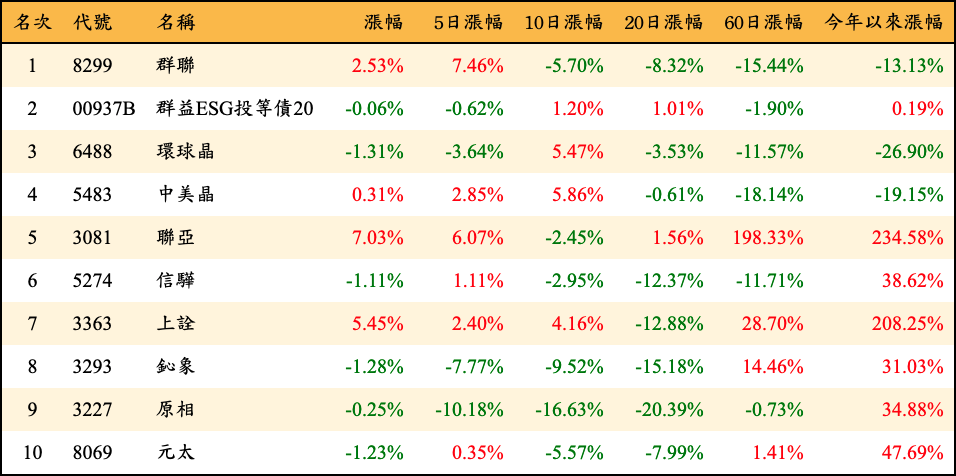 名次 代號 名稱 漲幅 5日漲幅 10日漲幅 20日漲幅 60日漲幅 今年以來漲幅
1 8299 群聯 2.53% 7.46% -5.70% -8.32% -15.44% -13.13%
2 00937B 群益ESG投等債20 -0.06% -0.62% 1.20% 1.01% -1.90% 0.19%
3 6488 環球晶 -1.31% -3.64% 5.47% -3.53% -11.57% -26.90%
4 5483 中美晶 0.31% 2.85% 5.86% -0.61% -18.14% -19.15%
5 3081 聯亞 7.03% 6.07% -2.45% 1.56% 198.33% 234.58%
6 5274 信驊 -1.11% 1.11% -2.95% -12.37% -11.71% 38.62%
7 3363 上詮 5.45% 2.40% 4.16% -12.88% 28.70% 208.25%
8 3293 鈊象 -1.28% -7.77% -9.52% -15.18% 14.46% 31.03%
9 3227 原相 -0.25% -10.18% -16.63% -20.39% -0.73% 34.88%
10 8069 元太 -1.23% 0.35% -5.57% -7.99% 1.41% 47.69%